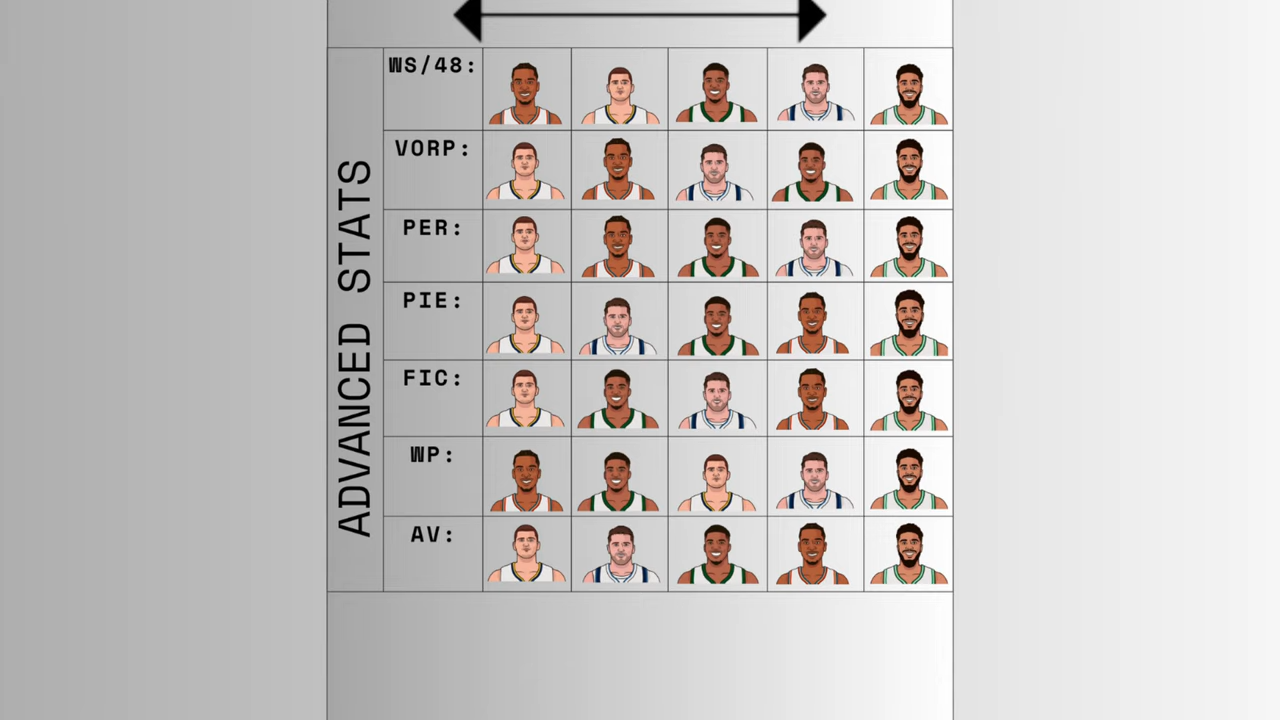 ADVANCED STATS
WS/48:
VORP:
PER:
PIE:
FIC:
WP:
AV: